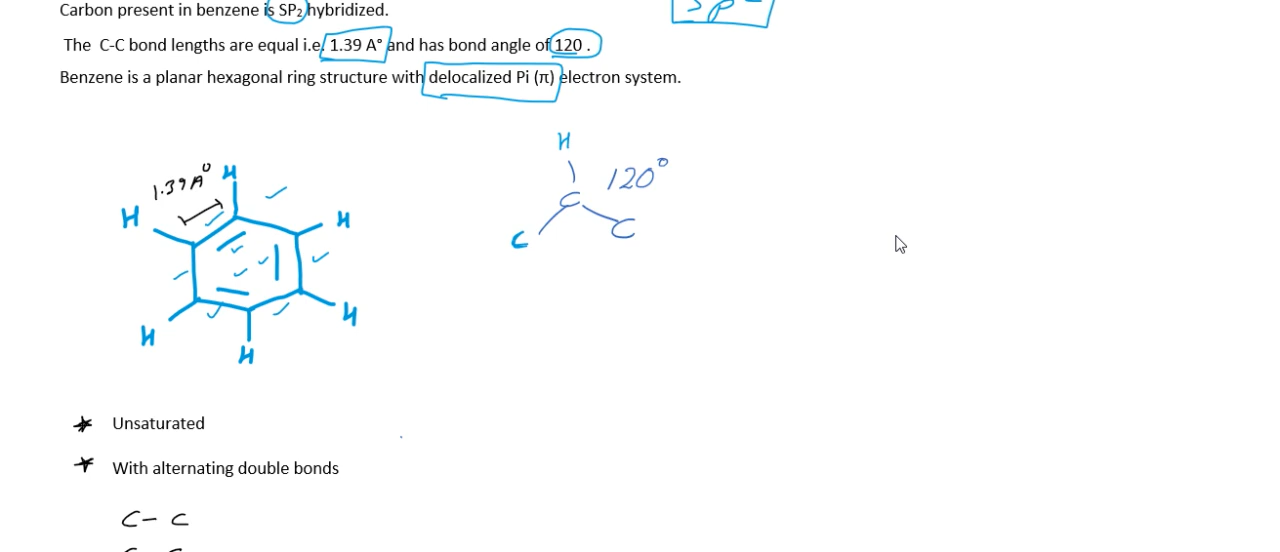 Carbon present in benzene is SP₂ hybridized.
SP²
The C-C bond lengths are equal i.e. 1.39 A° and has bond angle of 120 .
Benzene is a planar hexagonal ring structure with delocalized Pi (π) electron system.
H
1.39A° H
120°
H
H
C
C
C
H
H
H
Unsaturated
With alternating double bonds
C - C